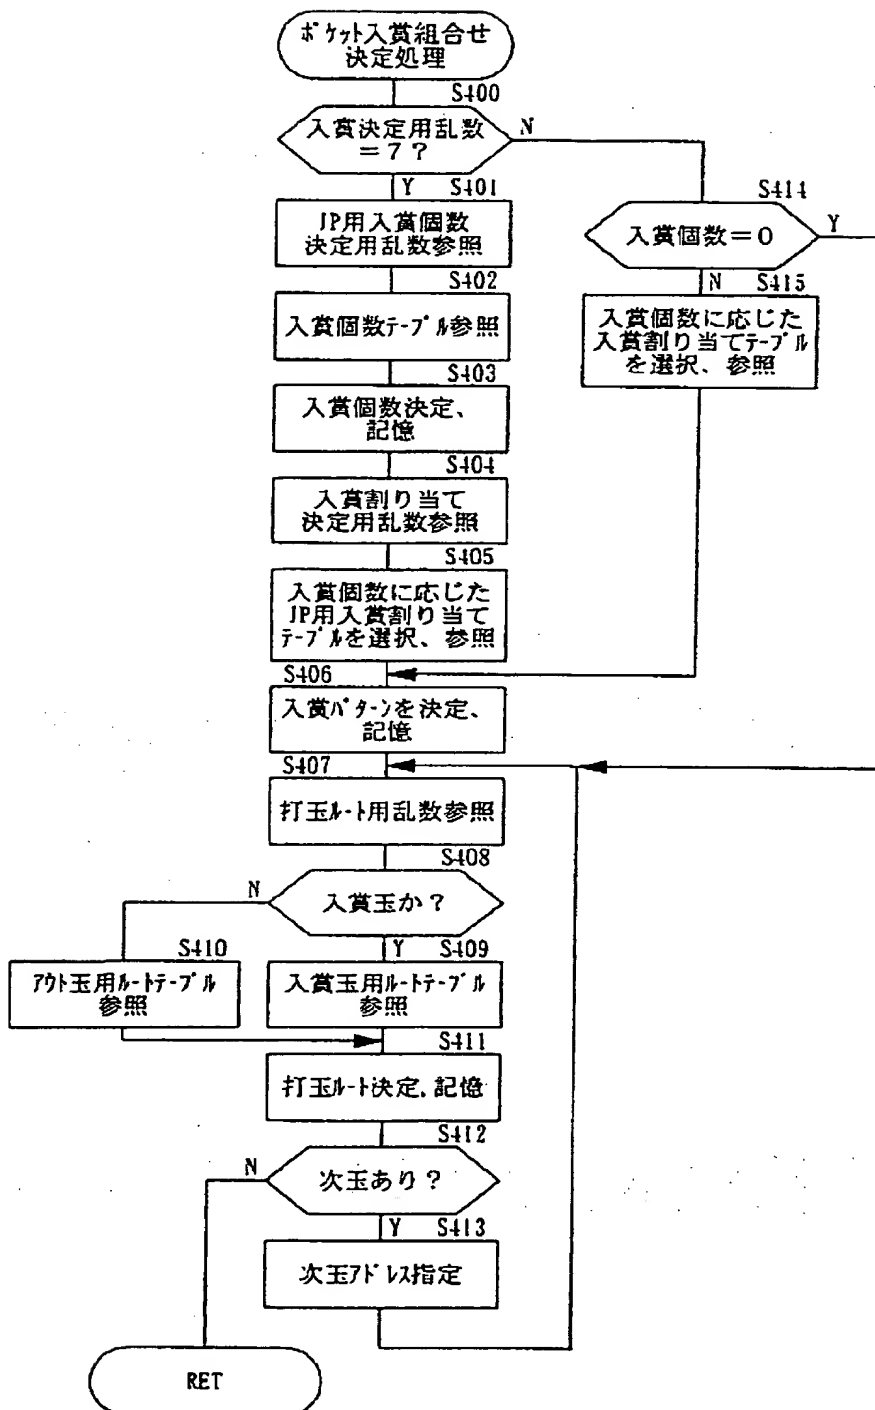 ポケット入賞組合せ
決定処理
S400
入賞決定用乱数
=7?
N
Y
S401
JP用入賞個数
決定用乱数参照
S402
入賞個数テーブル参照
S403
入賞個数決定、
記憶
S404
入賞割り当て
決定用乱数参照
S405
入賞個数に応じた
JP用入賞割り当て
テーブルを選択、参照
S414
入賞個数=0
Y
N
S415
入賞個数に応じた
入賞割り当てテーブル
を選択、参照
S406
入賞パターンを決定、
記憶
S407
打玉ルート用乱数参照
S408
入賞玉か?
N
Y
S409
入賞玉用ルートテーブル
参照
S410
アウト玉用ルートテーブル
参照
S411
打玉ルート決定、記憶
S412
次玉あり?
N
Y
S413
次玉アドレス指定
RET